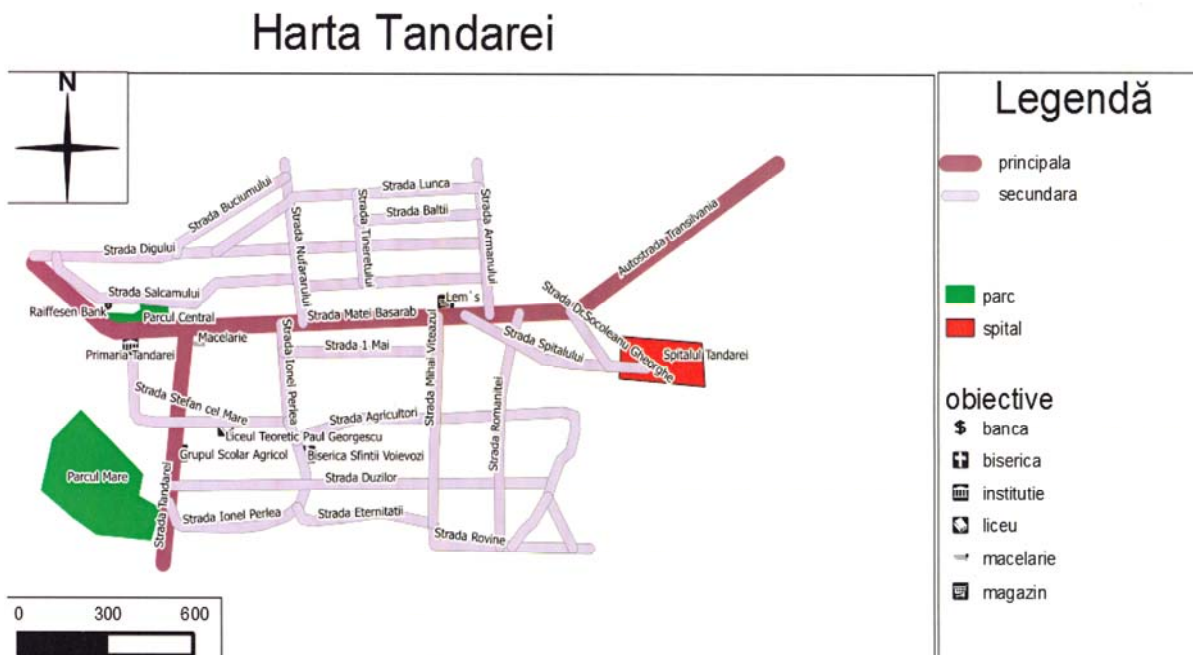 Harta Tandarei
N
Legendă
principala
secundara
parc
spital
obiective
banca
biserica
institutie
liceu
macelarie
magazin
Strada Buciumului
Strada Lunca
Strada Baltii
Strada Nufararului
Strada Tineretului
Strada Armanului
Autostrada Transilvania
Strada Digului
Strada Salcamului
Raiffesen Bank
Parcul Central
Strada Matei Basarab
Lem`s
Strada Dr.Socoleanu Gheorghe
Macelarie
Primaria Tandarei
Strada 1 Mai
Strada Ionel Perlea
Strada Mihai Viteazul
Strada Spitalului
Spitalul Tandarei
Strada Romanitei
Strada Stefan cel Mare
Strada Agricultori
Liceul Teoretic Paul Georgescu
Grupul Scolar Agricol
Biserica Sfintii Voievozi
Parcul Mare
Strada Duzilor
Strada Tandarei
Strada Ionel Perlea
Strada Eternitatii
Strada Rovine
0 300 600